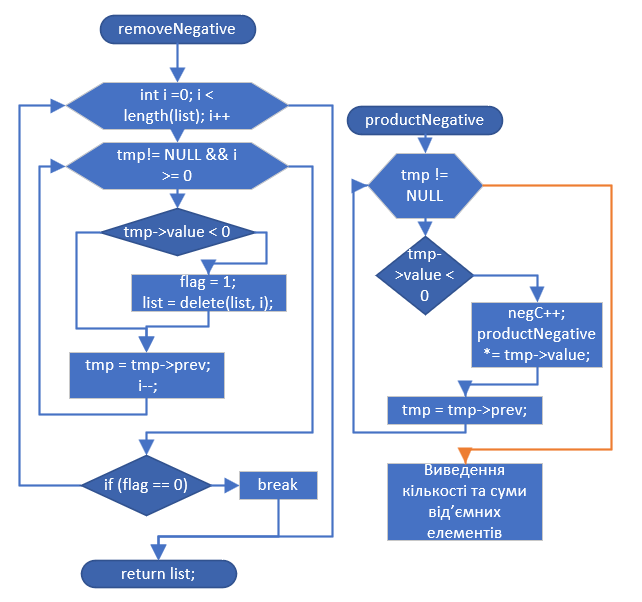 removeNegative
int i =0; i <
length(list); i++
tmp!= NULL && i
>= 0
tmp->value < 0
flag = 1;
list = delete(list, i);
tmp = tmp->prev;
i--;
if (flag == 0)
break
return list;
productNegative
tmp !=
NULL
tmp-
>value <
0
negC++;
productNegative
*= tmp->value;
tmp = tmp->prev;
Виведення
кількості та суми
від’ємних
елементів